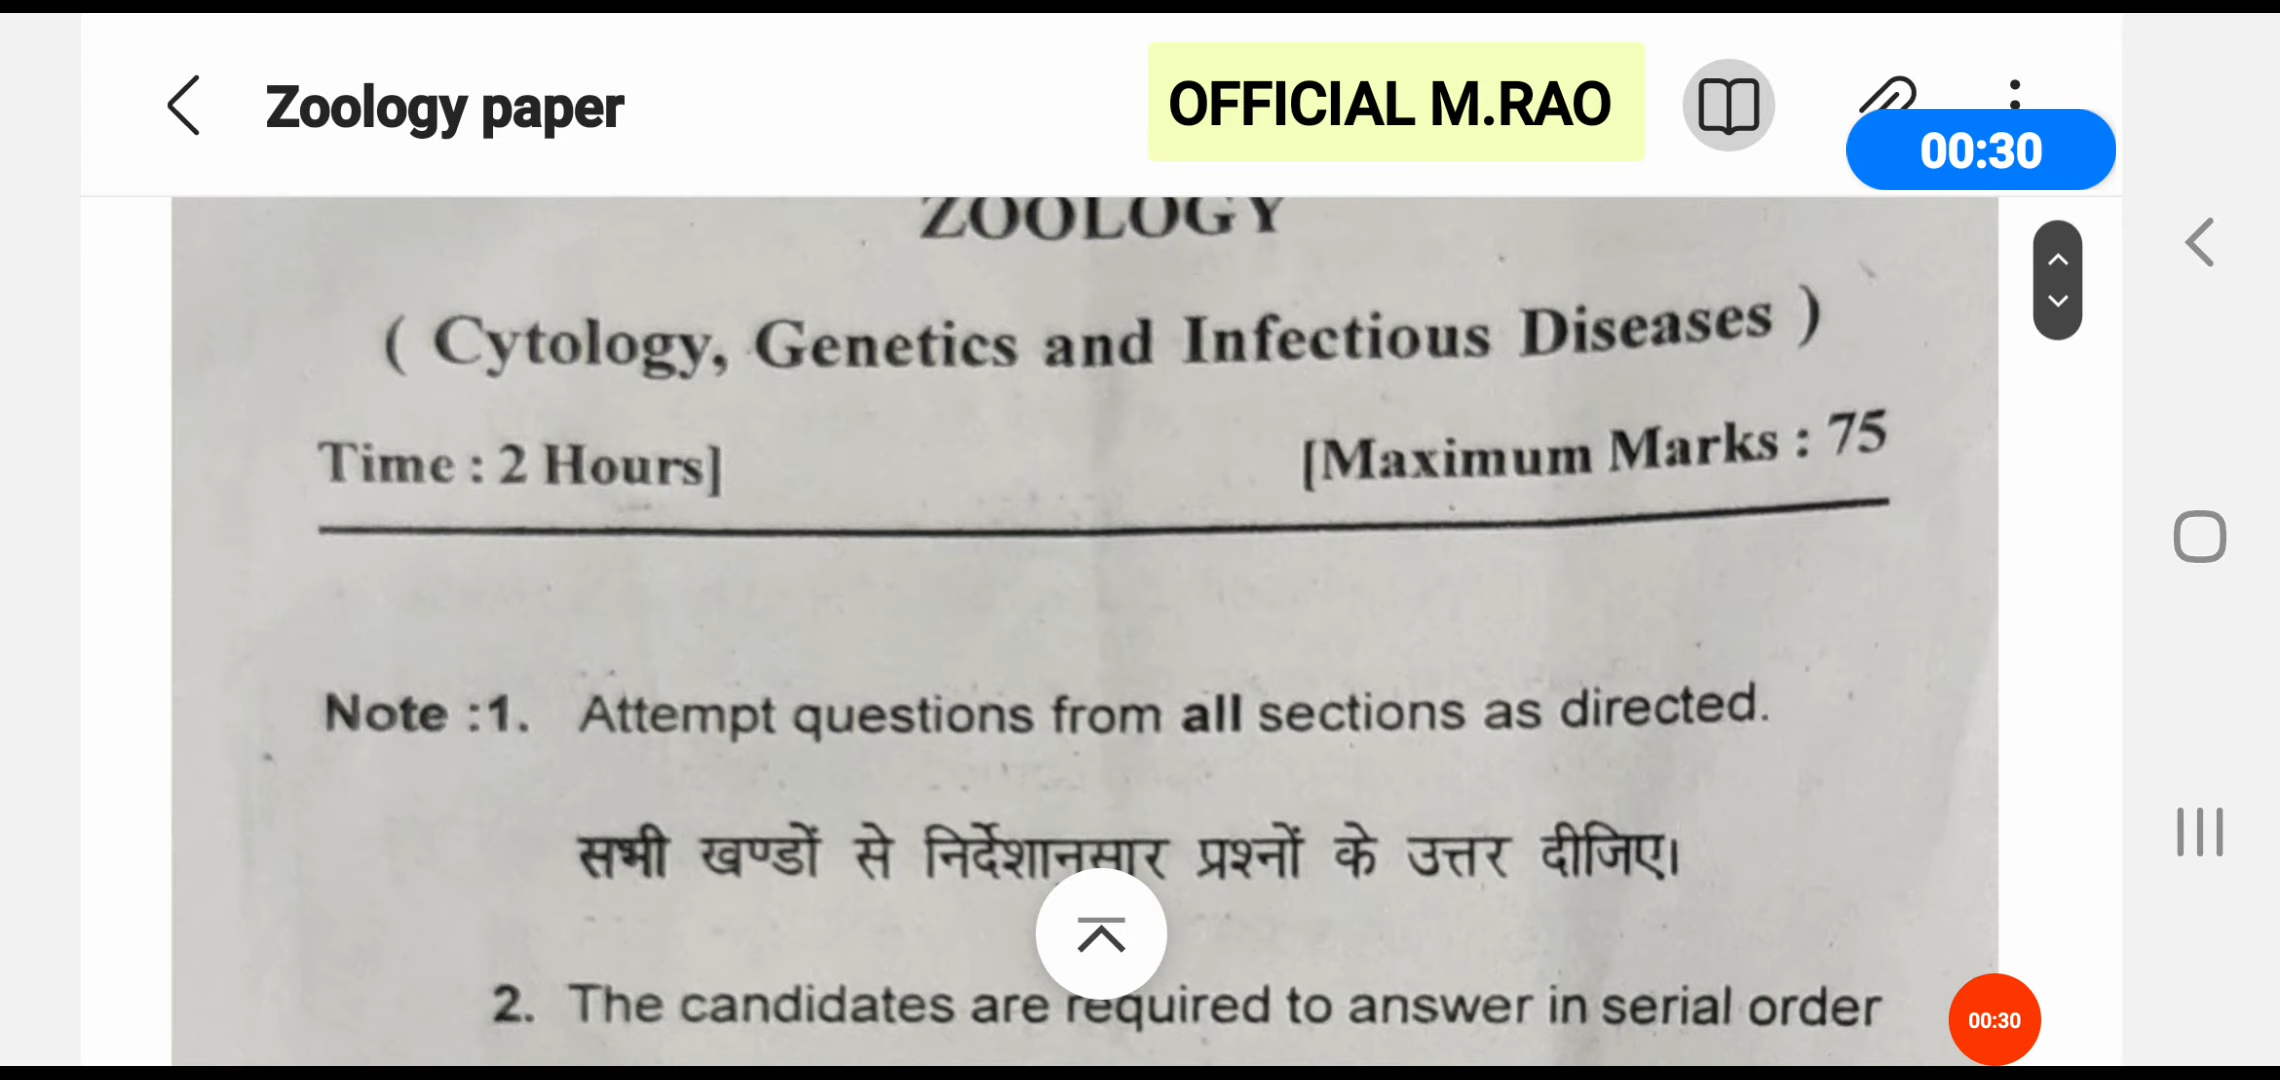 Zoology paper
OFFICIAL M.RAO
00:30
ZOOLOGY
( Cytology, Genetics and Infectious Diseases )
Time : 2 Hours]
[Maximum Marks : 75
Note :1. Attempt questions from all sections as directed.
सभी खण्डों से निर्देशानुसार प्रश्नों के उत्तर दीजिए।
2. The candidates are required to answer in serial order
00:30